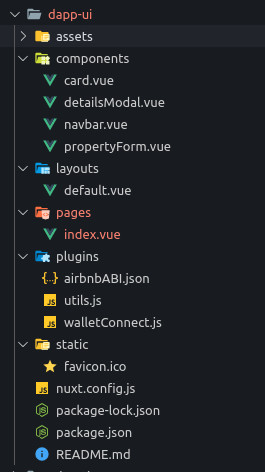 dapp-ui
assets
components
card.vue
detailsModal.vue
navbar.vue
propertyForm.vue
layouts
default.vue
pages
index.vue
plugins
airbnbABI.json
utils.js
walletConnect.js
static
favicon.ico
nuxt.config.js
package-lock.json
package.json
README.md